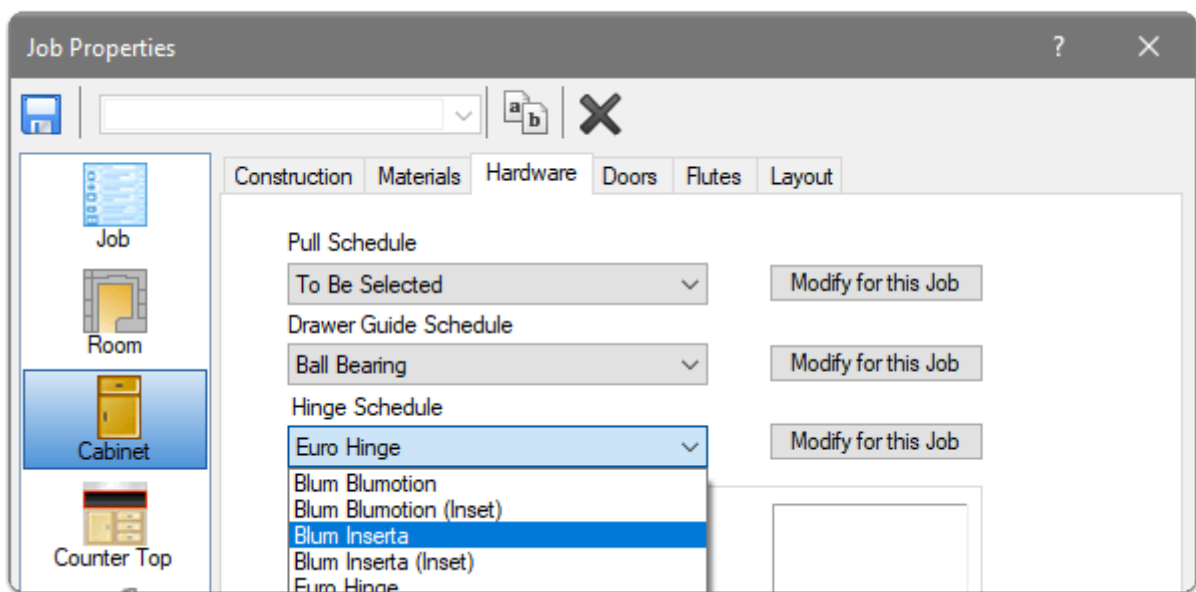 Job Properties
?
a b
Construction Materials Hardware Doors Flutes Layout
Job
Room
Cabinet
Counter Top
Pull Schedule
To Be Selected Modify for this Job
Drawer Guide Schedule
Ball Bearing Modify for this Job
Hinge Schedule
Euro Hinge Modify for this Job
Blum Blumotion
Blum Blumotion (Inset)
Blum Inserta
Blum Inserta (Inset)
Euro Hinge